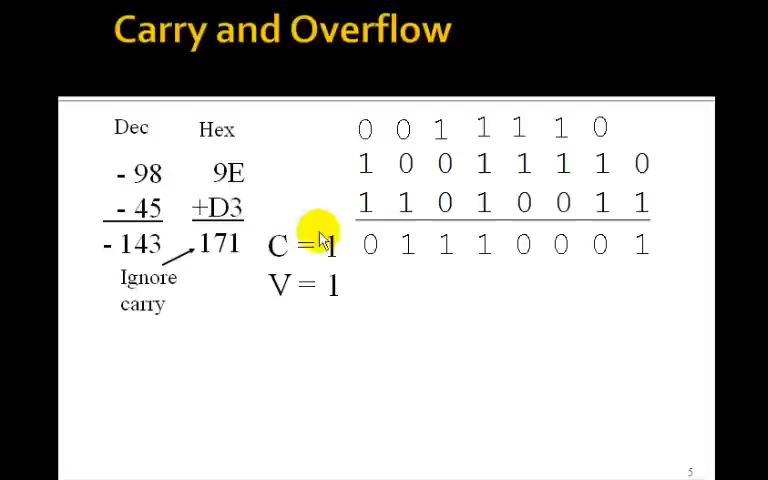 Carry and Overflow
Dec Hex 0 0 1 1 1 1 0
- 98 9E 1 0 0 1 1 1 1 0
- 45 +D3 1 1 0 1 0 0 1 1
- 143 171 C = 1 0 1 1 1 0 0 0 1
Ignore V = 1
carry
5